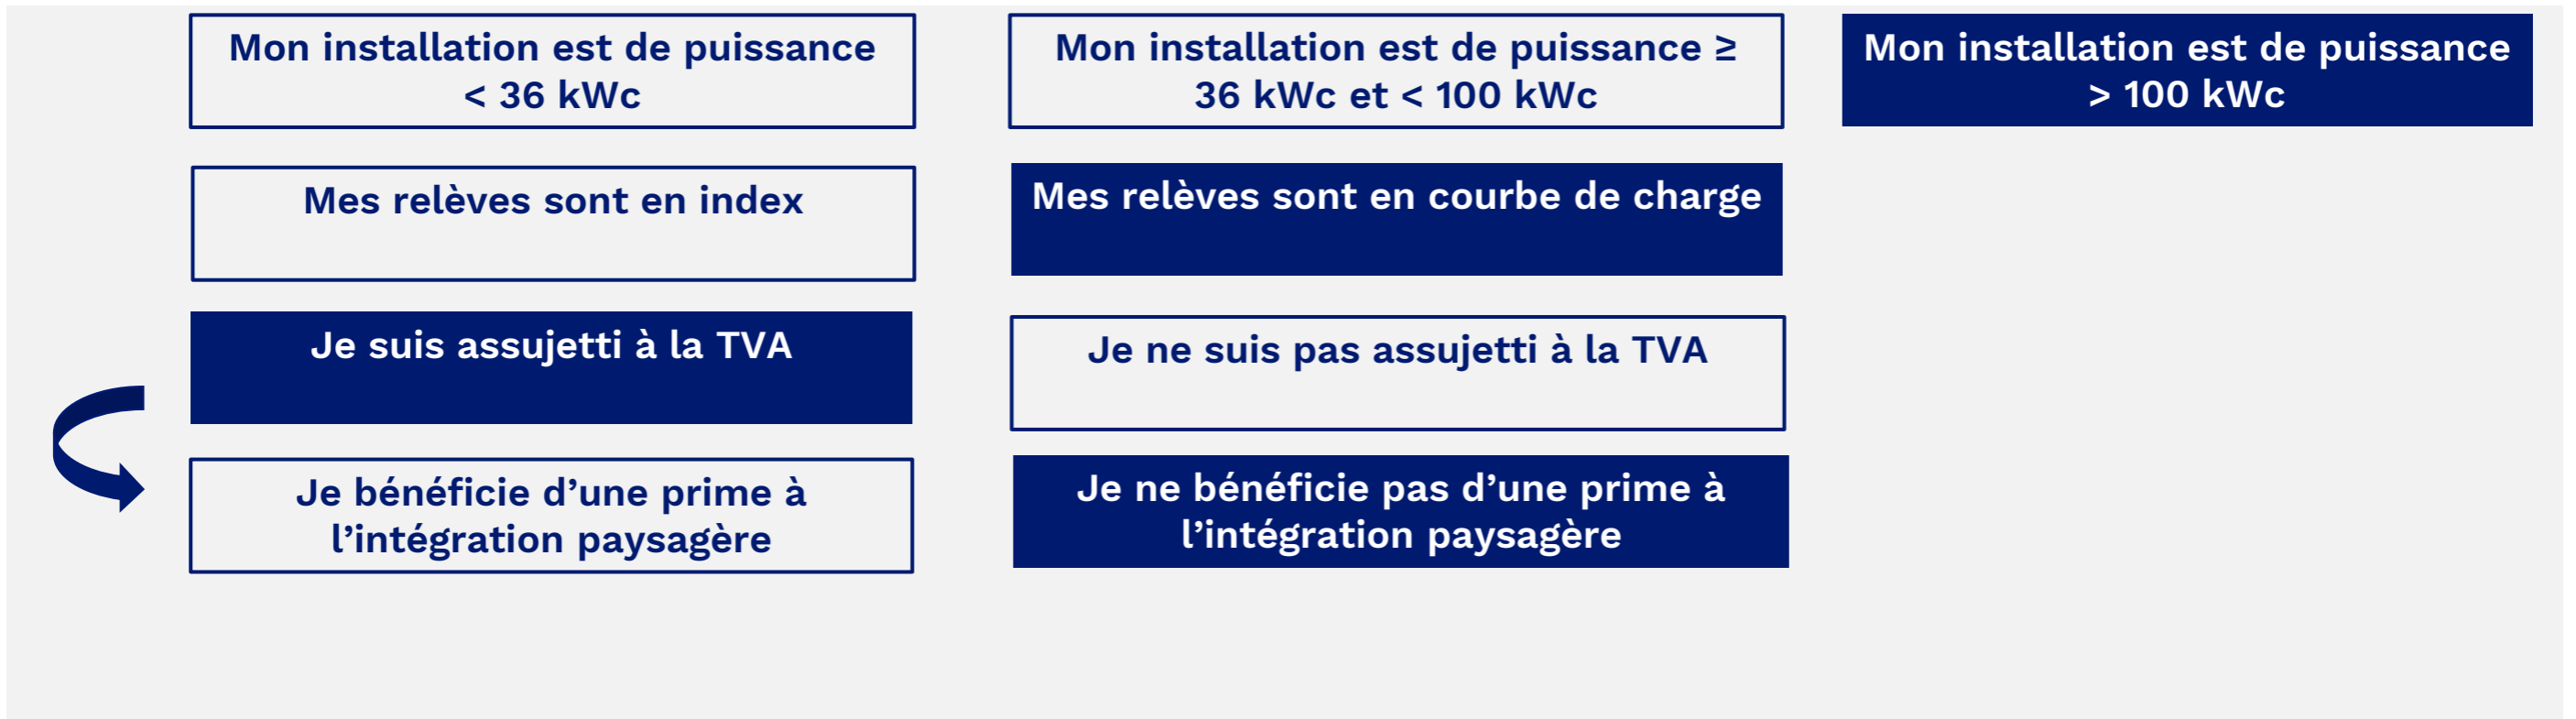 Mon installation est de puissance
< 36 kWc
Mon installation est de puissance ≥
36 kWc et < 100 kWc
Mon installation est de puissance
> 100 kWc
Mes relèves sont en index
Mes relèves sont en courbe de charge
Je suis assujetti à la TVA
Je ne suis pas assujetti à la TVA
Je bénéficie d’une prime à
l’intégration paysagère
Je ne bénéficie pas d’une prime à
l’intégration paysagère